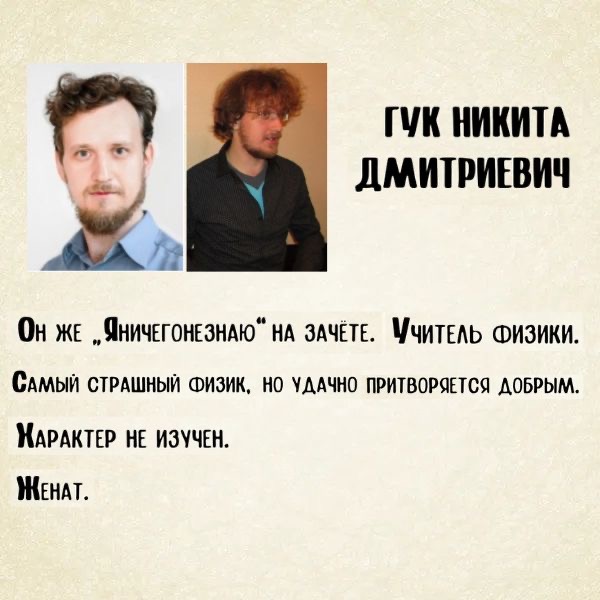 ГУК НИКИТА
ДМИТРИЕВИЧ
Он же „Яничегонезнаю“ на зачёте. Учитель физики.
Самый страшный физик, но удачно притворяется добрым.
Характер не изучен.
Женат.